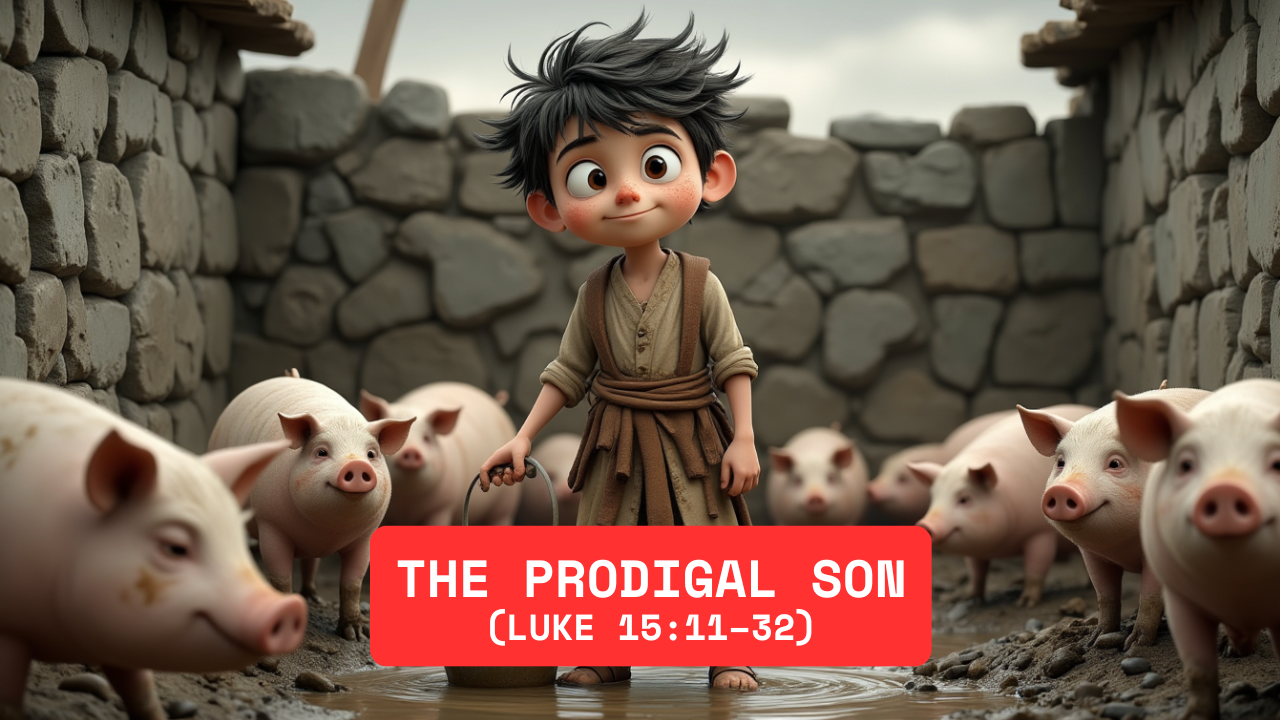 THE PRODIGAL SON
(LUKE 15:11-32)